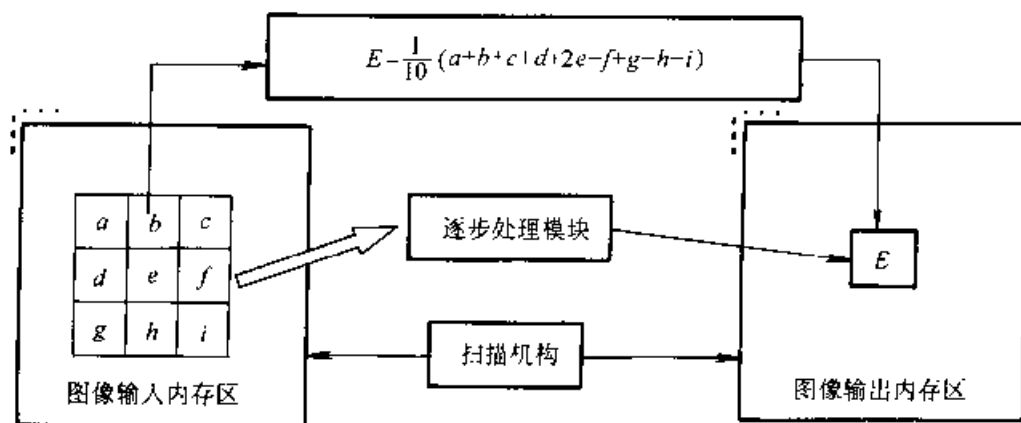 E-1/10(a+b+c+d+2e-f+g-h-i)
a b c
逐步处理模块
d e f
E
g h i
扫描机构
图像输入内存区
图像输出内存区